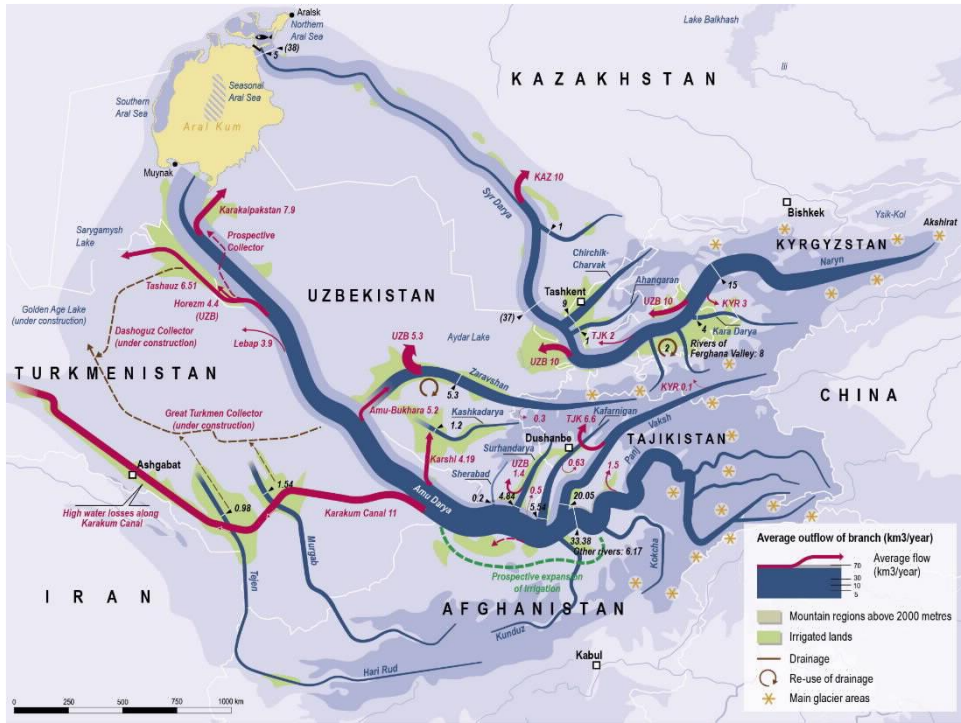 Aralsk
Northern
Aral Sea
(38)
5
Lake Balkhash
Ili
KAZAKHSTAN
Seasonal
Aral Sea
Southern
Aral Sea
Aral Kum
Muynak
KAZ 10
Syr Darya
1
Karakalpakstan 7.9
Sarygamysh
Lake
Prospective
Collector
Bishkek
Ysik-Kol
Akshirat
KYRGYZSTAN
Naryn
Chirchik-
Charvak
Ahangaran
15
Tashauz 6.51
Horezm 4.4
(UZB)
UZBEKISTAN
Tashkent
9
UZB 10
KYR 3
Golden Age Lake
(under construction)
Dashoguz Collector
(under construction)
(37)
1
TJK 2
4
Kara Darya
2
Rivers of
Ferghana Valley: 8
Lebap 3.9
UZB 5.3
Aydar Lake
UZB 10
TURKMENISTAN
Zaravshan
5.3
KYR 0.1
CHINA
Great Turkmen Collector
(under construction)
Amu-Bukhara 5.2
Kashkadarya
1.2
0.3
TJK 6.6
Kafarnigan
Vaksh
Dushanbe
TAJIKISTAN
Panj
Surhandarya
Karshi 4.19
Sherabad
UZB
1.4
0.63
1.5
Ashgabat
1.54
Amu Darya
0.2
4.84
0.5
5.54
20.05
High water losses along
Karakum Canal
0.98
Karakum Canal 11
33.38
Other rivers: 6.17
Kokcha
Murgab
Tejen
Prospective expansion
of Irrigation
IRAN
AFGHANISTAN
Kunduz
Hari Rud
Kabul
Average outflow of branch (km3/year)
Average flow
(km3/year)
70
30
10
5
Mountain regions above 2000 metres
Irrigated lands
Drainage
Re-use of drainage
Main glacier areas
0 250 500 750 1000 km